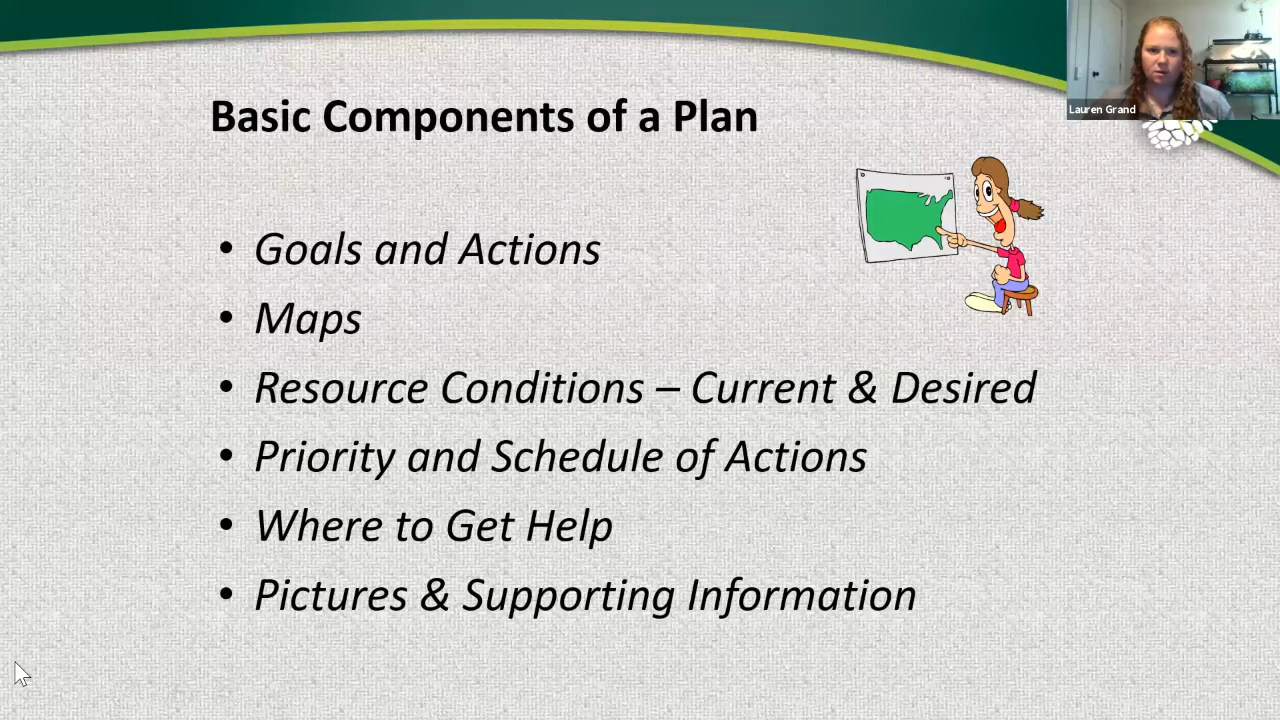 Lauren Grand
Basic Components of a Plan
• Goals and Actions
• Maps
• Resource Conditions – Current & Desired
• Priority and Schedule of Actions
• Where to Get Help
• Pictures & Supporting Information